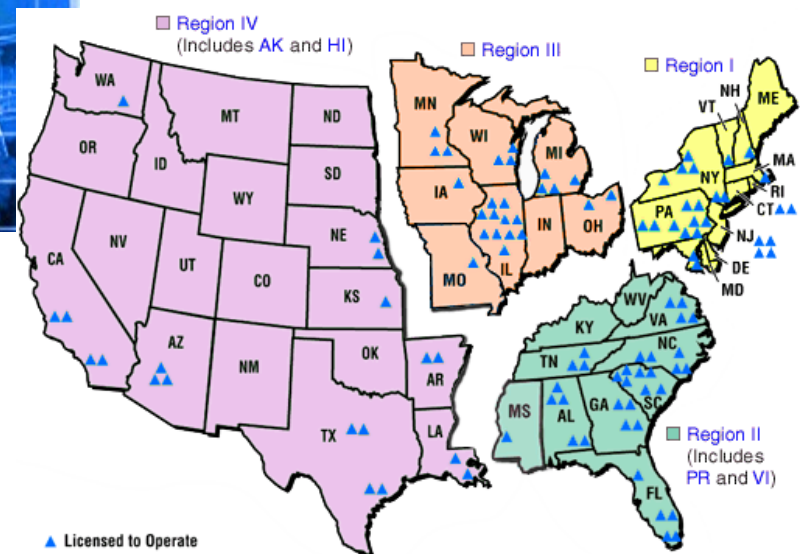 Region IV
(Includes AK and HI)
Region III
Region I
WA
MT
ND
OR
ID
SD
WY
NE
NV
UT
CO
CA
KS
AZ
NM
OK
AR
TX
LA
MN
WI
MI
IA
IL
IN
OH
MO
ME
NH
VT
NY
MA
RI
CT
PA
NJ
DE
MD
WV
VA
KY
NC
TN
SC
MS
AL
GA
FL
Region II
(Includes
PR and VI)
Licensed to Operate